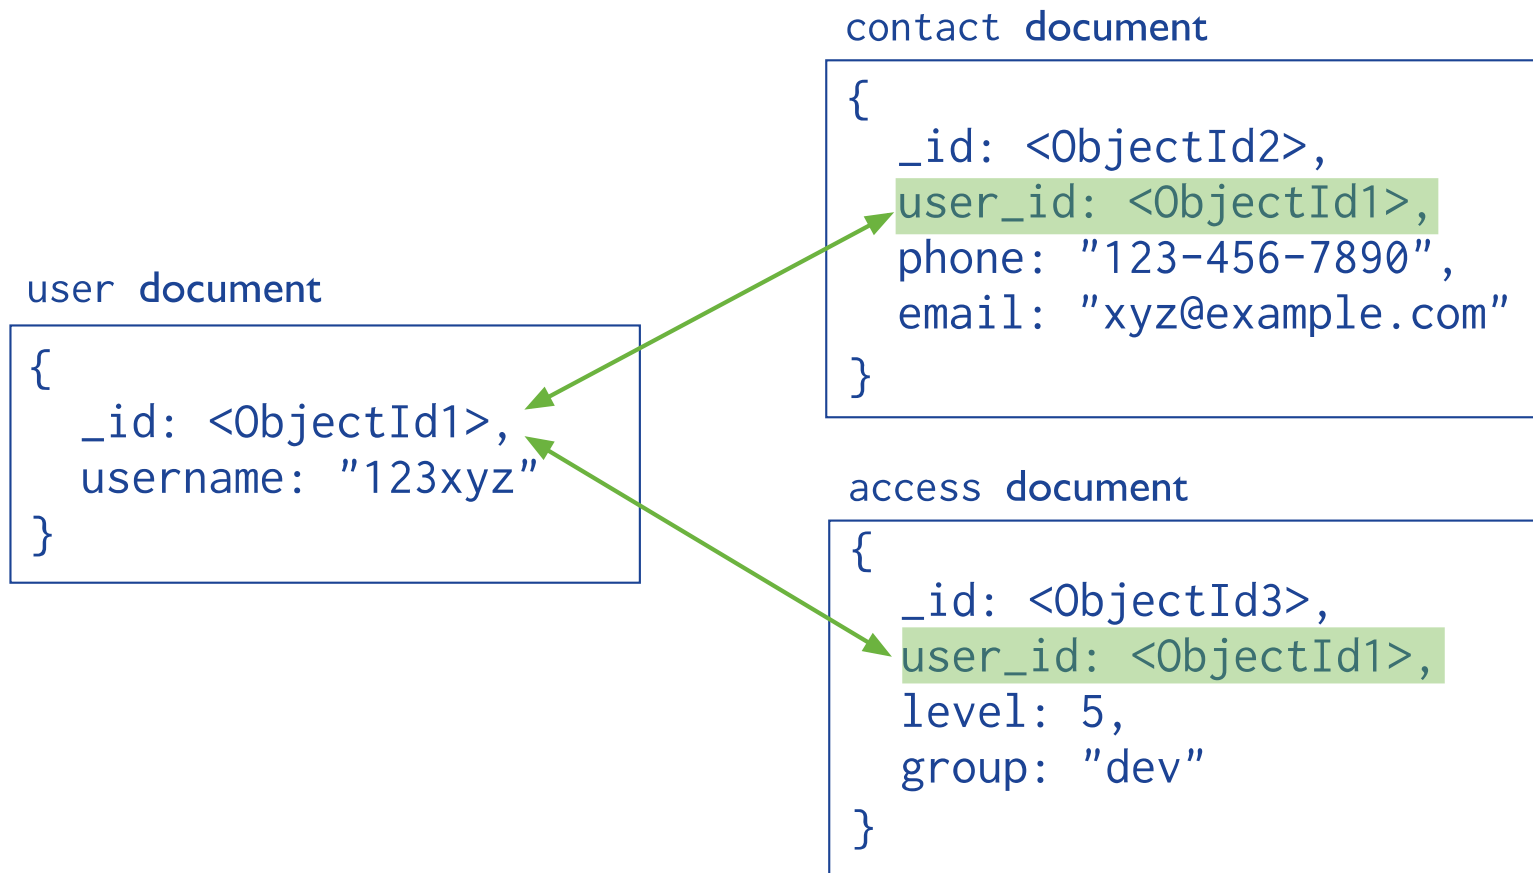 user document
{
_id: <ObjectId1>,
username: "123xyz"
}
contact document
{
_id: <ObjectId2>,
user_id: <ObjectId1>,
phone: "123-456-7890",
email: "xyz@example.com"
}
access document
{
_id: <ObjectId3>,
user_id: <ObjectId1>,
level: 5,
group: "dev"
}